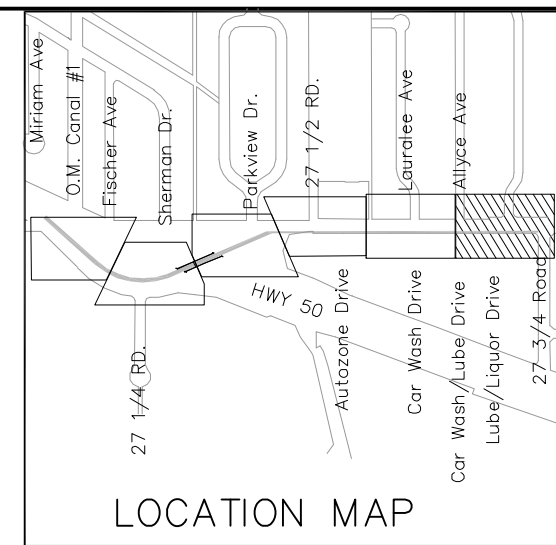 Miriam Ave
O.M. Canal #1
Fischer Ave
Sherman Dr.
Parkview Dr.
27 1/2 RD.
Lauralee Ave
Allyce Ave
27 1/4 RD.
HWY 50
Autozone Drive
Car Wash Drive
Car Wash/Lube Drive
Lube/Liquor Drive
27 3/4 Road
LOCATION MAP